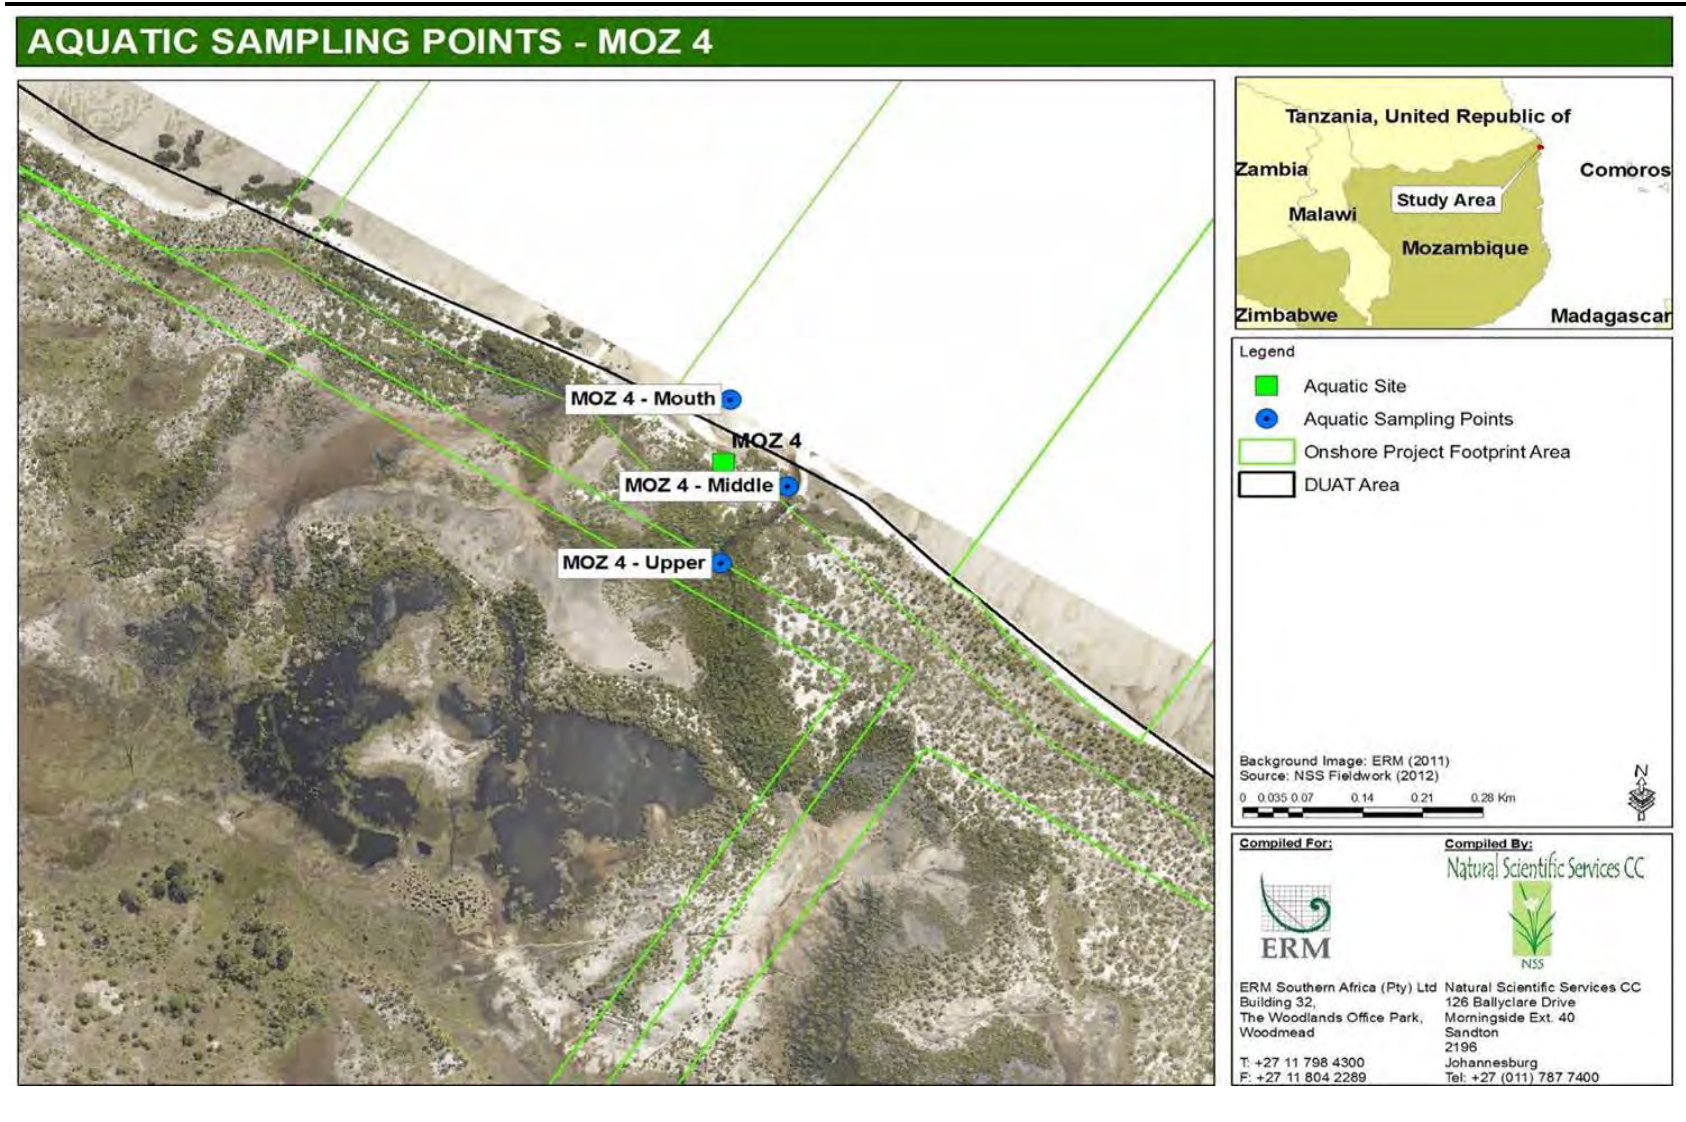 AQUATIC SAMPLING POINTS - MOZ 4
MOZ 4 - Mouth
MOZ 4
MOZ 4 - Middle
MOZ 4 - Upper
Tanzania, United Republic of
Zambia
Comoros
Study Area
Malawi
Mozambique
Zimbabwe
Madagascar
Legend
Aquatic Site
Aquatic Sampling Points
Onshore Project Footprint Area
DUAT Area
Background Image: ERM (2011)
Source: NSS Fieldwork (2012)
N
0 0.035 0.07 0.14 0.21 0.28 Km
Compiled For:
ERM
ERM Southern Africa (Pty) Ltd
Building 32,
The Woodlands Office Park,
Woodmead
T: +27 11 798 4300
F: +27 11 804 2289
Compiled By:
Natural Scientific Services CC
NSS
Natural Scientific Services CC
126 Ballyclare Drive
Morningside Ext. 40
Sandton
2196
Johannesburg
Tel: +27 (011) 787 7400